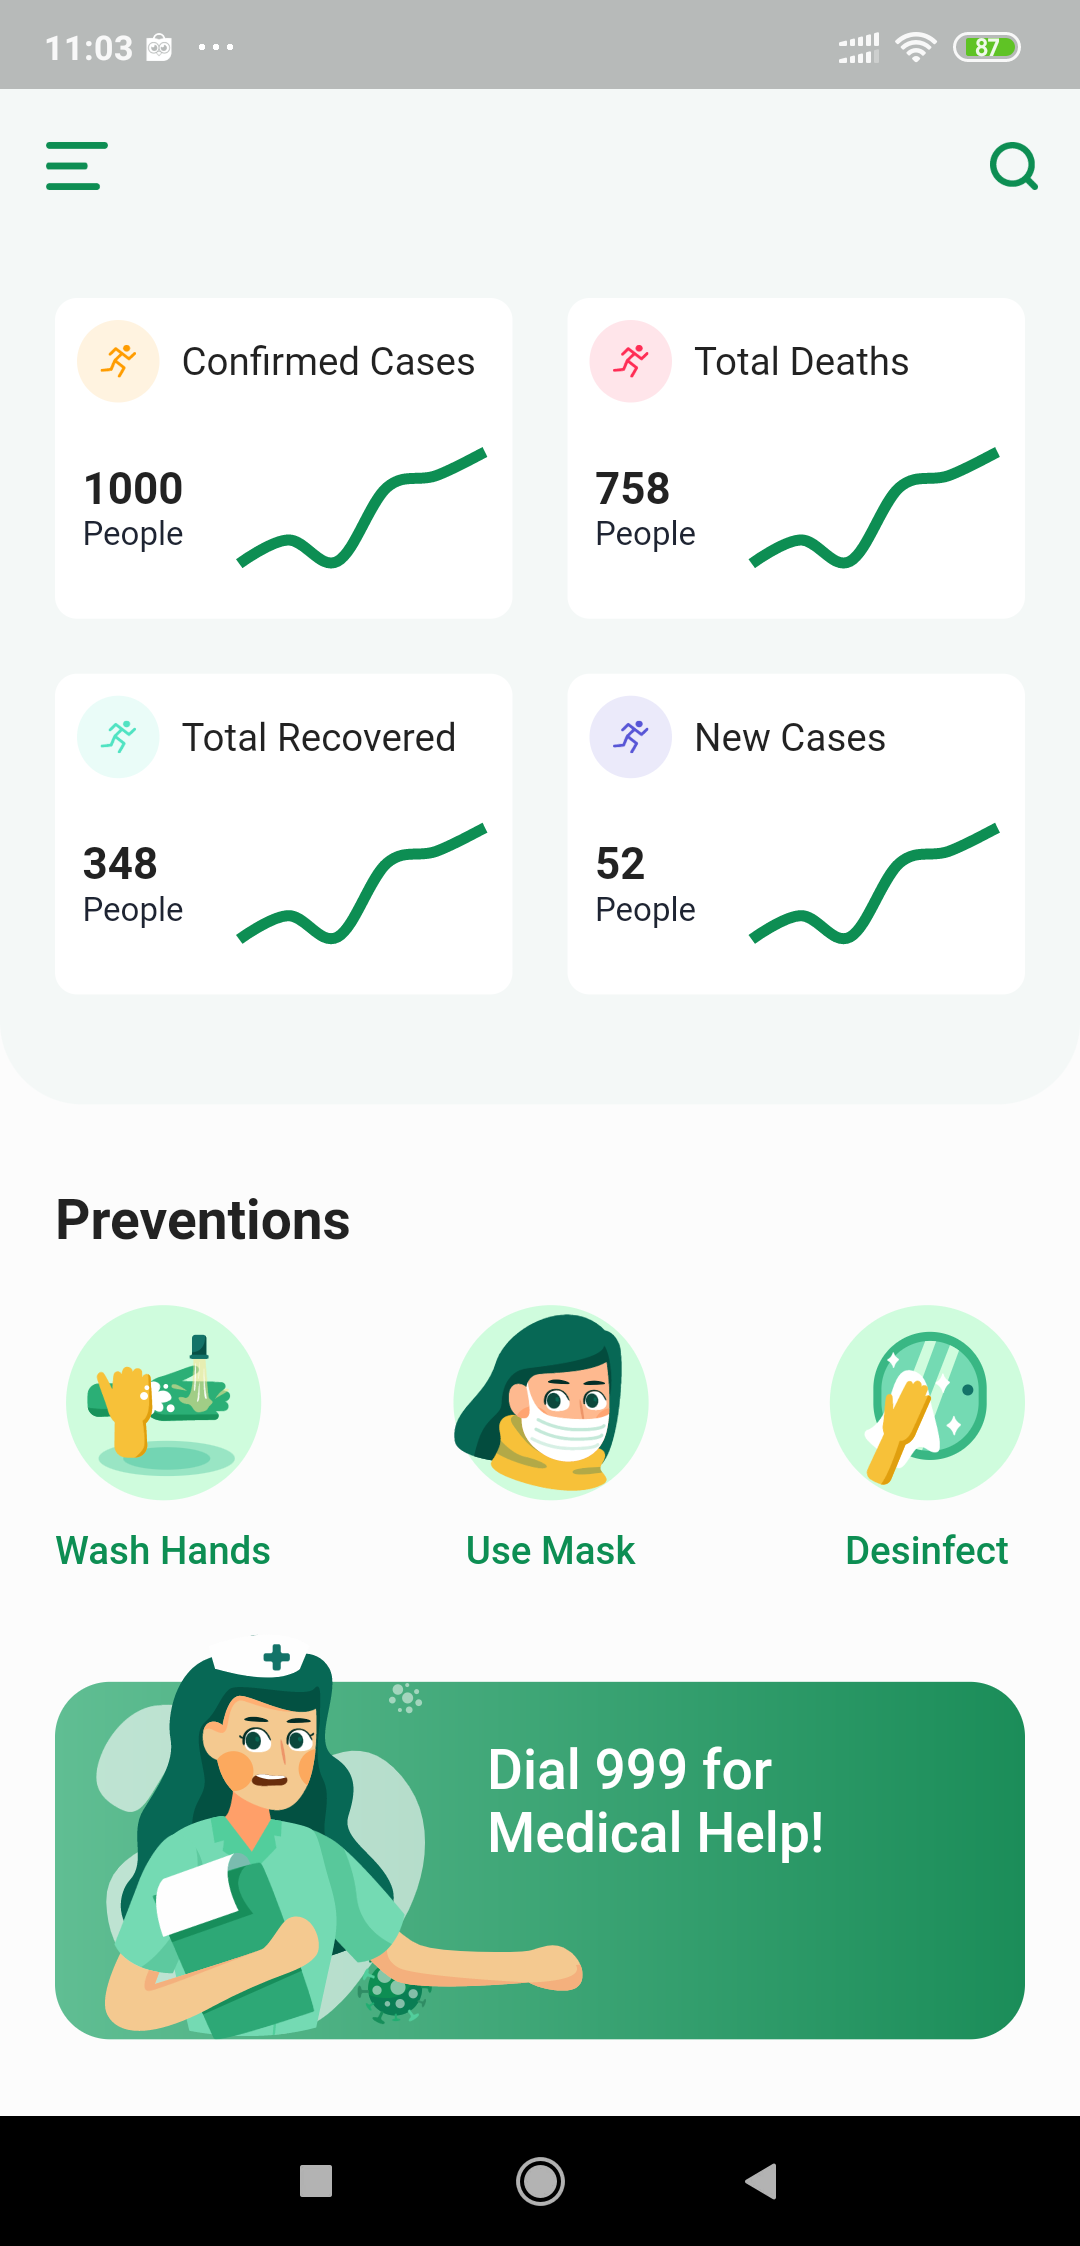 11:03
87
Confirmed Cases
1000
People
Total Deaths
758
People
Total Recovered
348
People
New Cases
52
People
Preventions
Wash Hands
Use Mask
Desinfect
Dial 999 for
Medical Help!